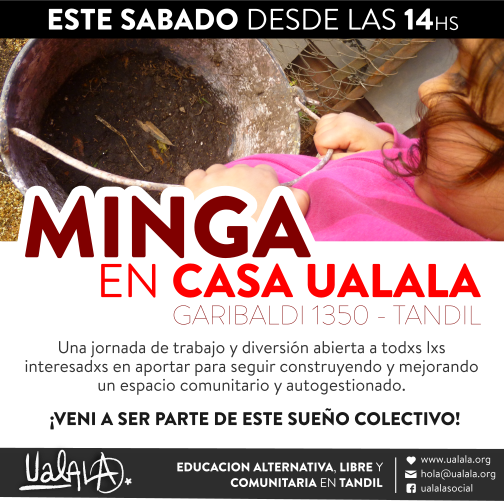 ESTE SABADO DESDE LAS 14HS
MINGA
EN CASA UALALA
GARIBALDI 1350 - TANDIL
Una jornada de trabajo y diversión abierta a todxs lxs
interesadxs en aportar para seguir construyendo y mejorando
un espacio comunitario y autogestionado.
¡VENI A SER PARTE DE ESTE SUEÑO COLECTIVO!
UALALA
EDUCACION ALTERNATIVA, LIBRE Y
COMUNITARIA EN TANDIL
www.ualala.org
hola@ualala.org
ualalasocial